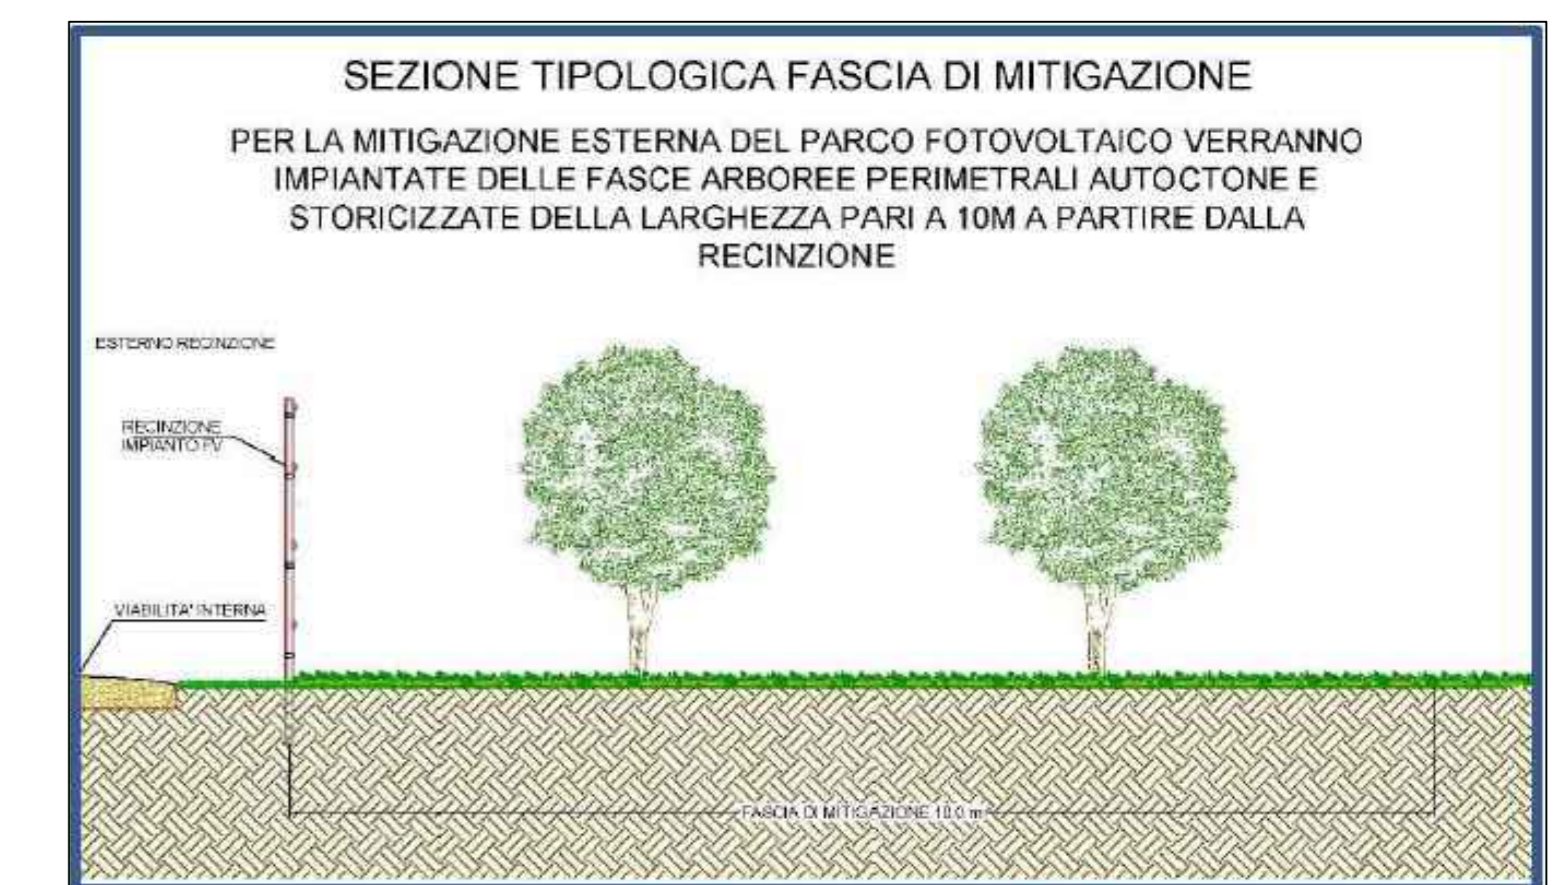 SEZIONE TIPOLOGICA FASCIA DI MITIGAZIONE
PER LA MITIGAZIONE ESTERNA DEL PARCO FOTOVOLTAICO VERRANNO
IMPIANTATE DELLE FASCE ARBOREE PERIMETRALI AUTOCTONE E
STORICIZZATE DELLA LARGHEZZA PARI A 10M A PARTIRE DALLA
RECINZIONE
ESTERNO RECINZIONE
RECINZIONE
IMPIANTO FV
VIABILITA' INTERNA
FASCIA DI MITIGAZIONE 10.0 m